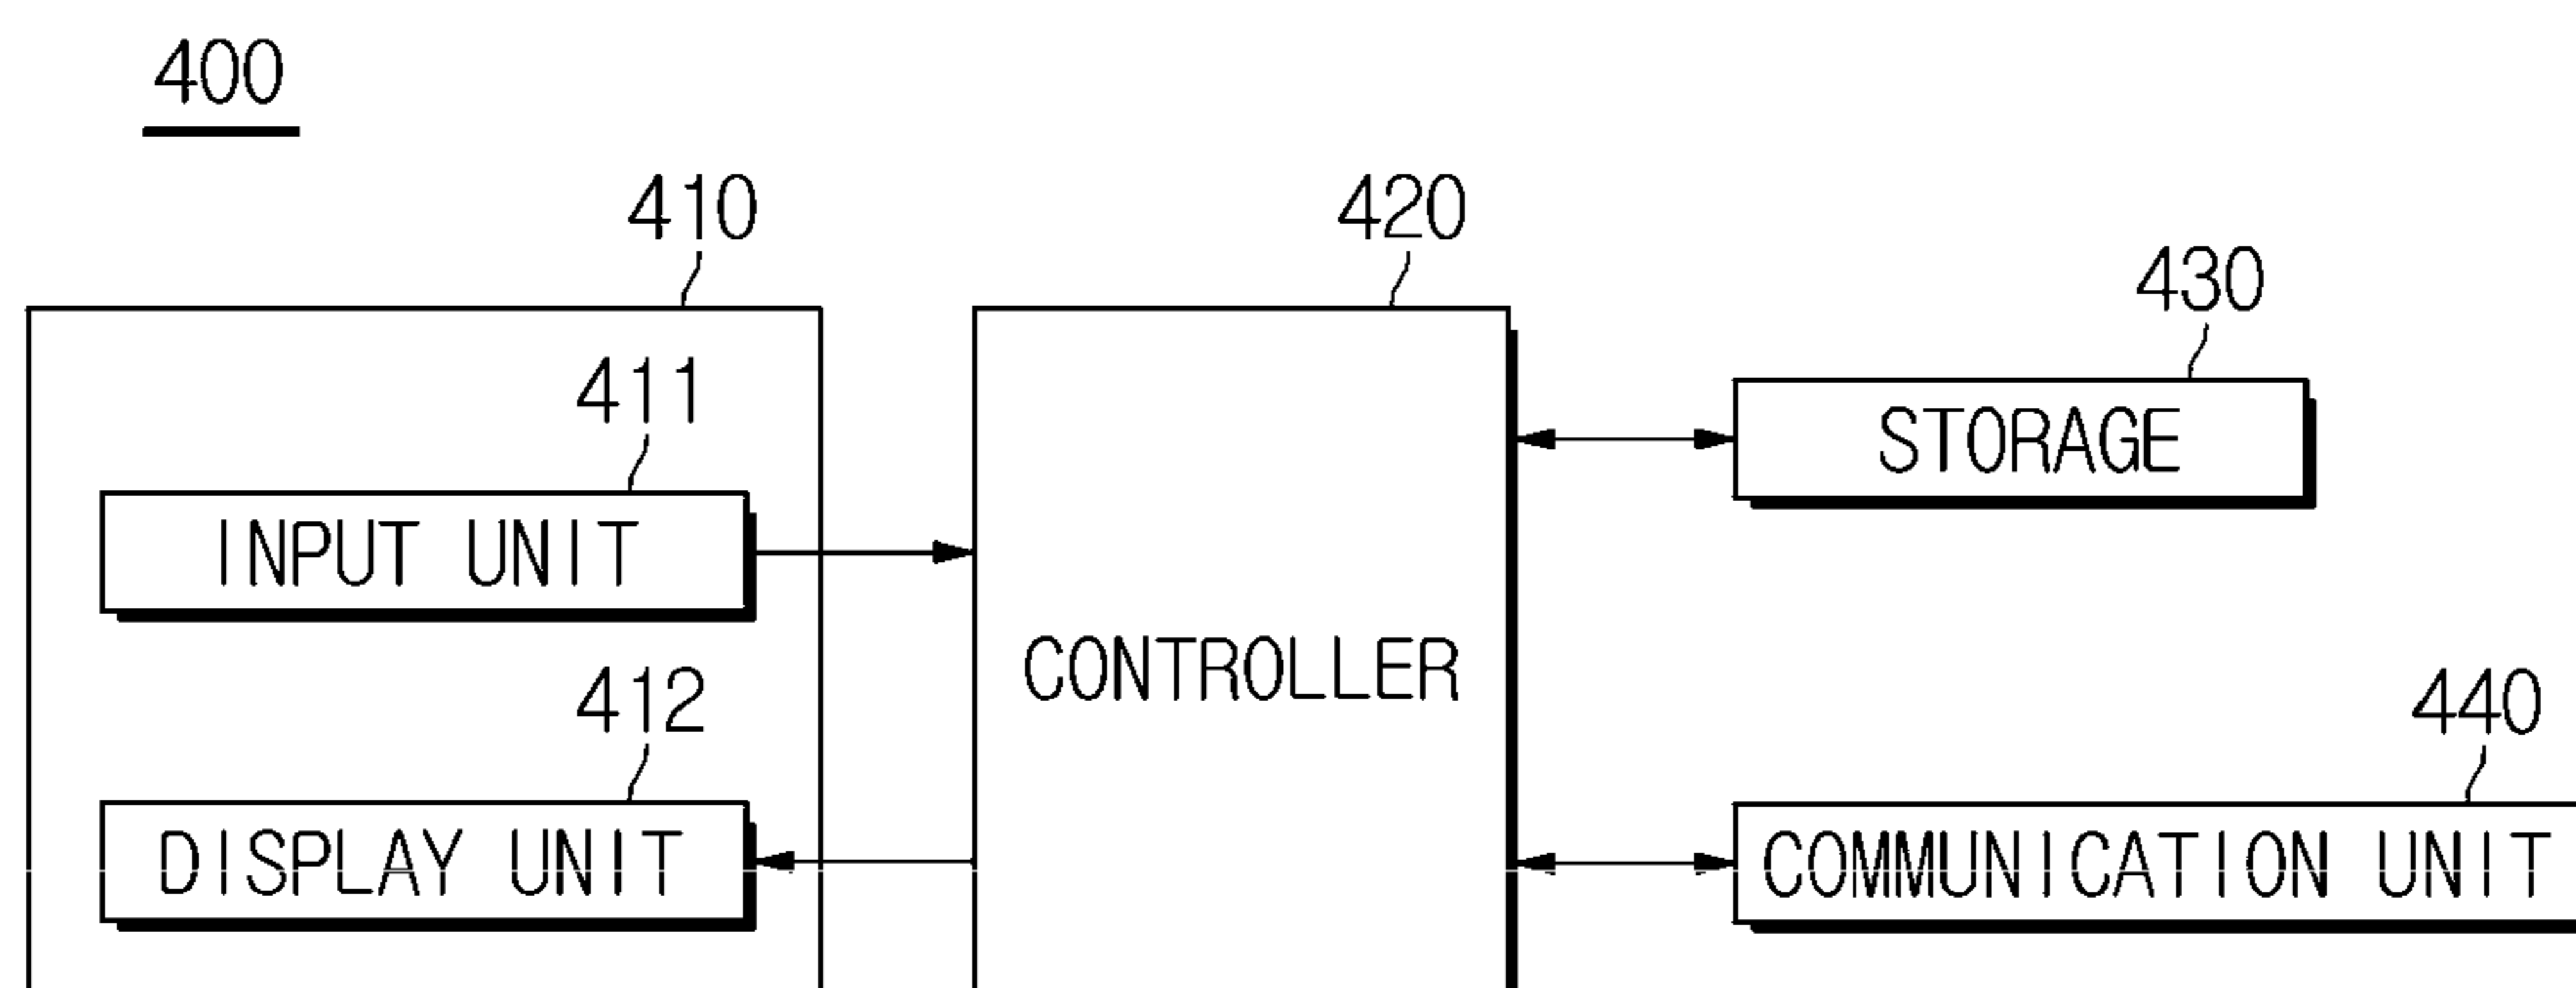 400
410
420
430
411
STORAGE
INPUT UNIT
CONTROLLER
412
440
DISPLAY UNIT
COMMUNICATION UNIT